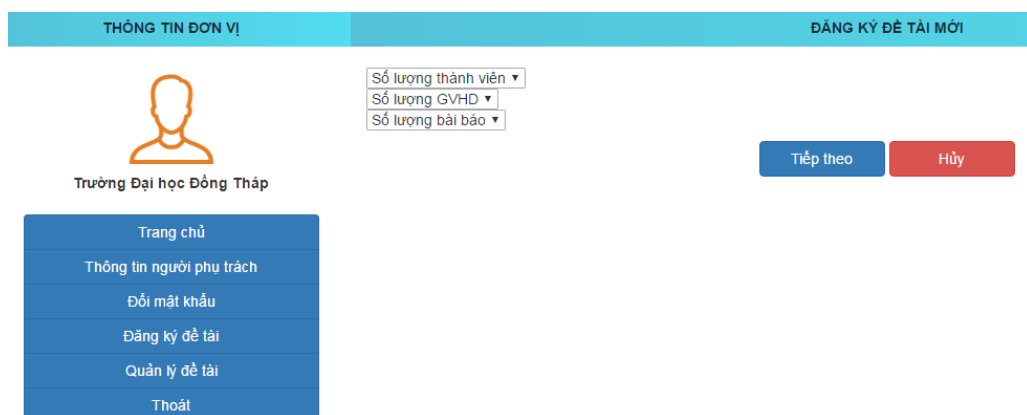 THÔNG TIN ĐƠN VỊ
ĐĂNG KÝ ĐỀ TÀI MỚI
Số lượng thành viên
Số lượng GVHD
Số lượng bài báo
Tiếp theo
Hủy
Trường Đại học Đồng Tháp
Trang chủ
Thông tin người phụ trách
Đổi mật khẩu
Đăng ký đề tài
Quản lý đề tài
Thoát